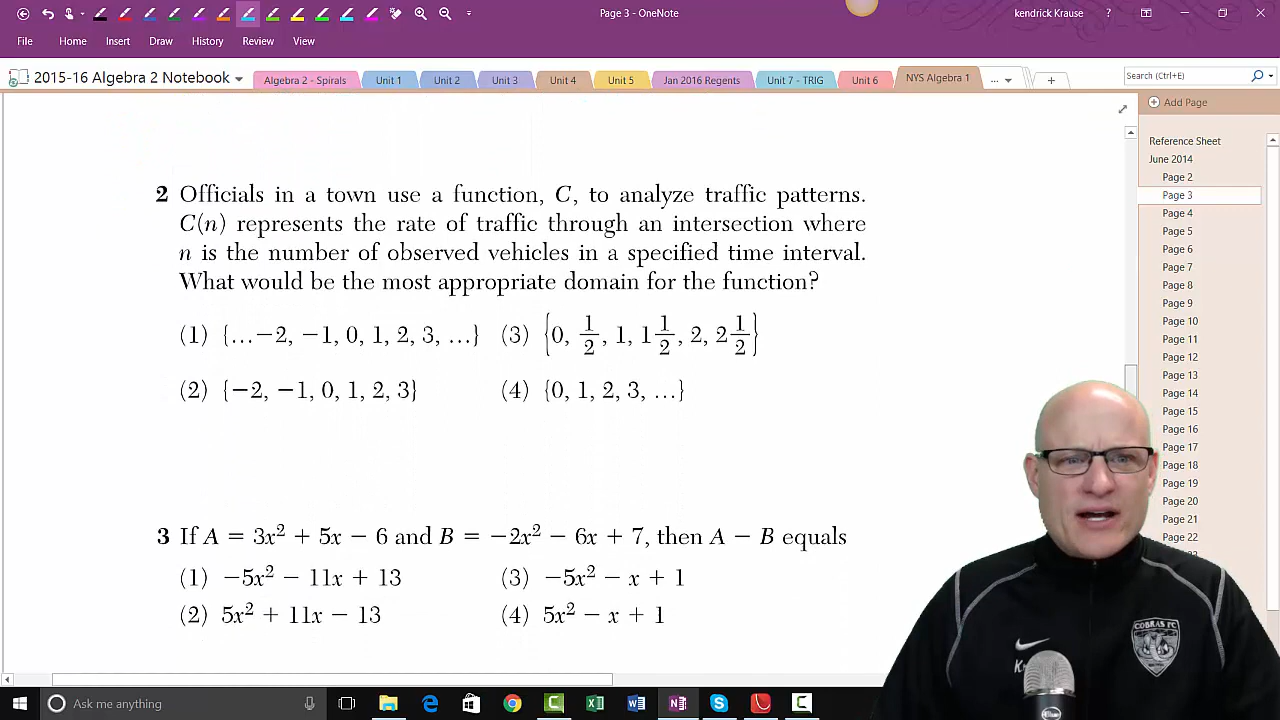 Page 3 - OneNote
kendrick Krause
?
File
Home
Insert
Draw
History
Review
View
2015-16 Algebra 2 Notebook
Algebra 2 - Spirals
Unit 1
Unit 2
Unit 3
Unit 4
Unit 5
Jan 2016 Regents
Unit 7 - TRIG
Unit 6
NYS Algebra 1
...
+
Search (Ctrl+E)
Add Page
Reference Sheet
June 2014
Page 2
Page 3
Page 4
Page 5
Page 6
Page 7
Page 8
Page 9
Page 10
Page 11
Page 12
Page 13
Page 14
Page 15
Page 16
Page 17
Page 18
Page 19
Page 20
Page 21
Page 22
2 Officials in a town use a function, C, to analyze traffic patterns.
C(n) represents the rate of traffic through an intersection where
n is the number of observed vehicles in a specified time interval.
What would be the most appropriate domain for the function?
(1) {…−2, −1, 0, 1, 2, 3, …} (3) {0, 1/2, 1, 1 1/2, 2, 2 1/2}
(2) {−2, −1, 0, 1, 2, 3} (4) {0, 1, 2, 3, …}
3 If A = 3x² + 5x − 6 and B = −2x² − 6x + 7, then A − B equals
(1) −5x² − 11x + 13 (3) −5x² − x + 1
(2) 5x² + 11x − 13 (4) 5x² − x + 1
COBRAS FC
Ask me anything